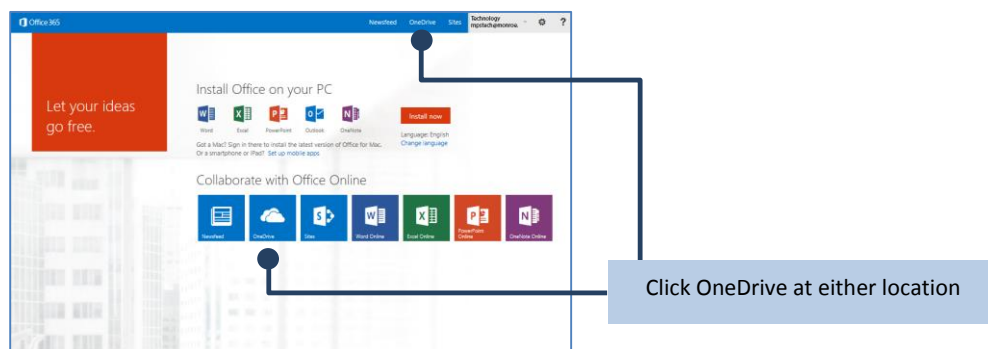 Office 365
Newsfeed OneDrive Sites
Technology
?
Let your ideas
go free.
Install Office on your PC
Word Excel PowerPoint Outlook OneNote
Install now
Language: English
Change language
Got a Mac? Sign in there to install the latest version of Office for Mac.
Or a smartphone or iPad? Set up mobile apps
Collaborate with Office Online
Newsfeed OneDrive Sites Word Online Excel Online PowerPoint Online OneNote Online
Click OneDrive at either location